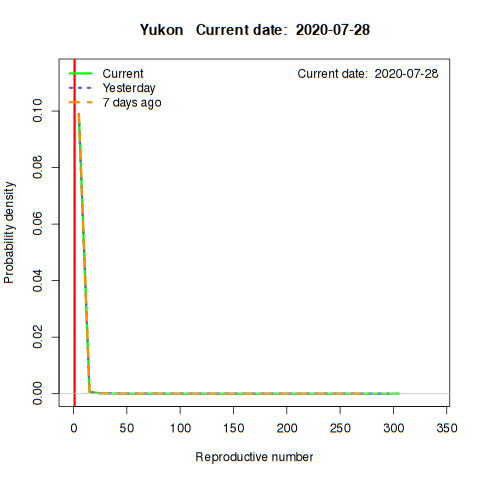 Yukon   Current date:  2020-07-28
Current
Yesterday
7 days ago
Current date:  2020-07-28
Probability density
0.10
0.08
0.06
0.04
0.02
0.00
0 50 100 150 200 250 300 350
Reproductive number